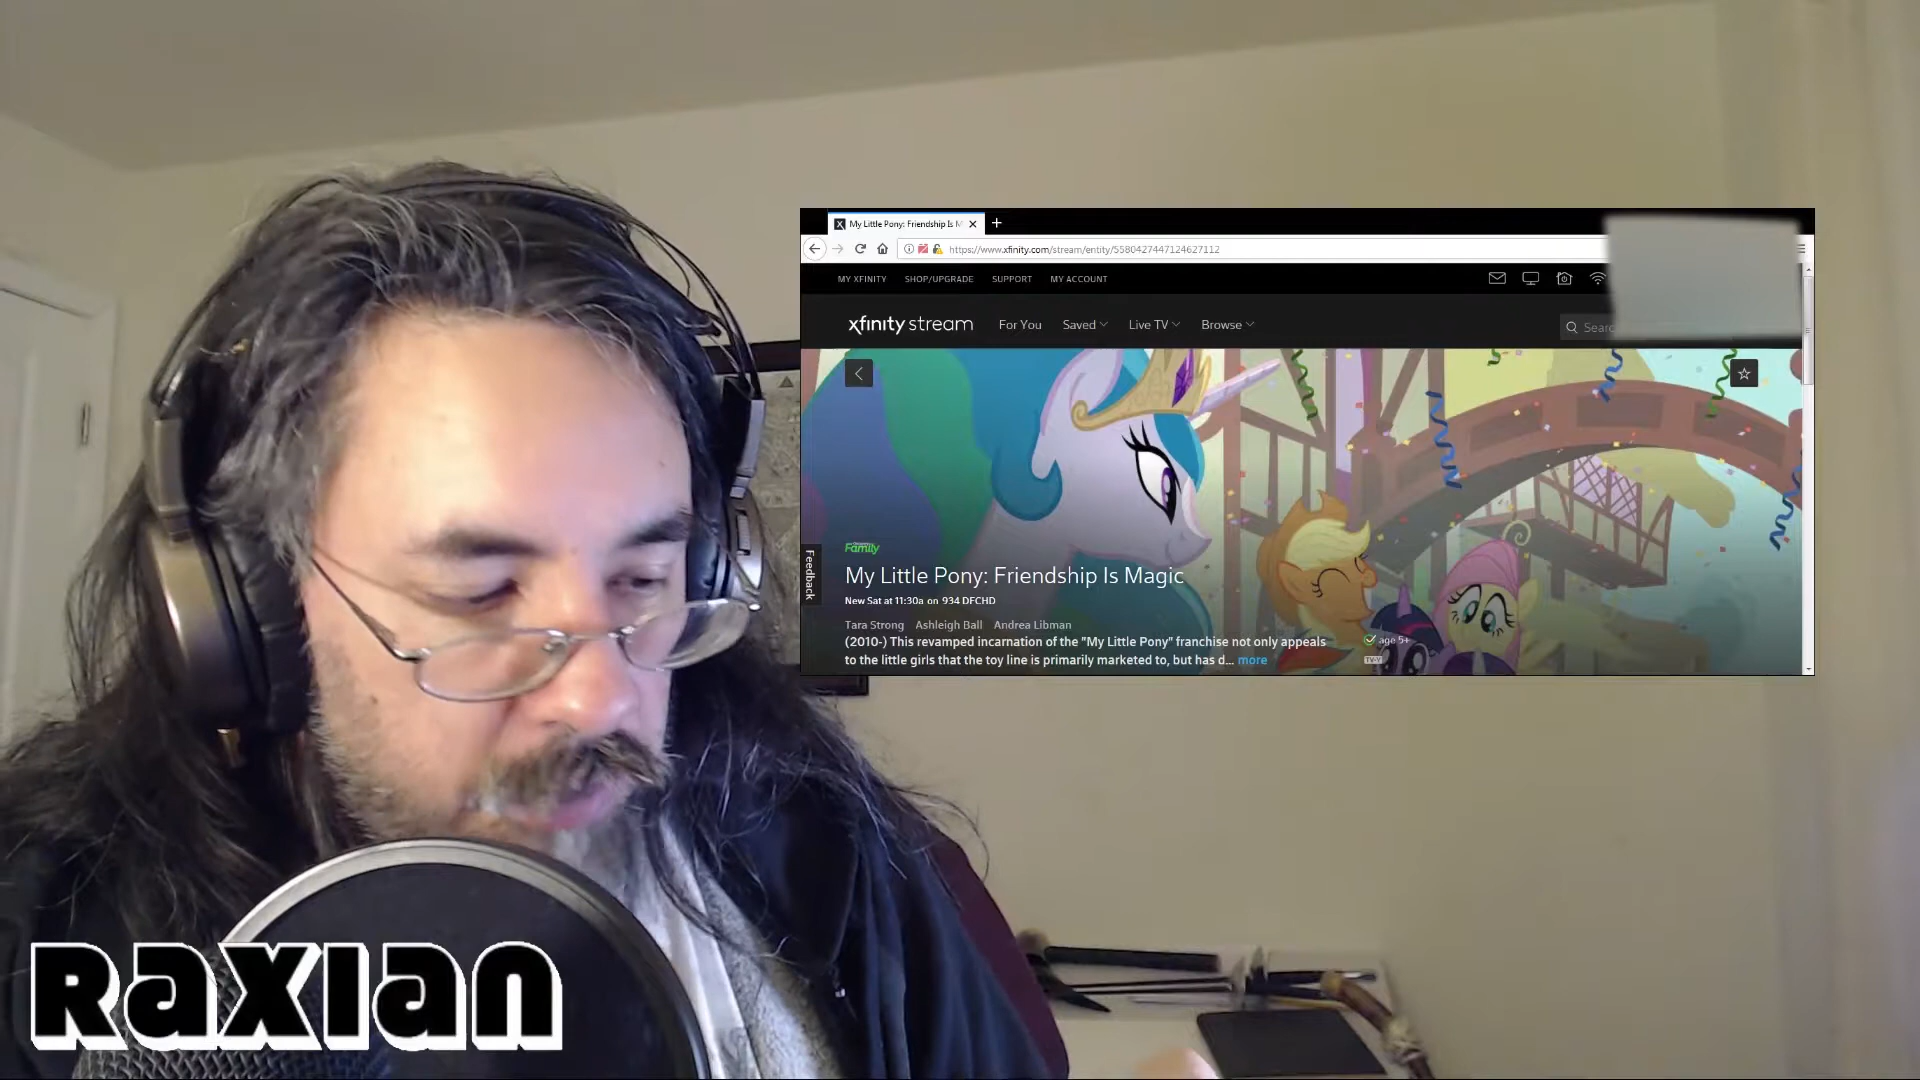 My Little Pony: Friendship Is M
https://www.xfinity.com/stream/entity/5580427447124627112
MY XFINITY SHOP/UPGRADE SUPPORT MY ACCOUNT
xfinity stream For You Saved Live TV Browse
Searc
Feedback
Family
My Little Pony: Friendship Is Magic
New Sat at 11:30a on 934 DFCHD
Tara Strong Ashleigh Ball Andrea Libman
(2010-) This revamped incarnation of the "My Little Pony" franchise not only appeals
to the little girls that the toy line is primarily marketed to, but has d... more
age 5+
TV-Y
RaXIan